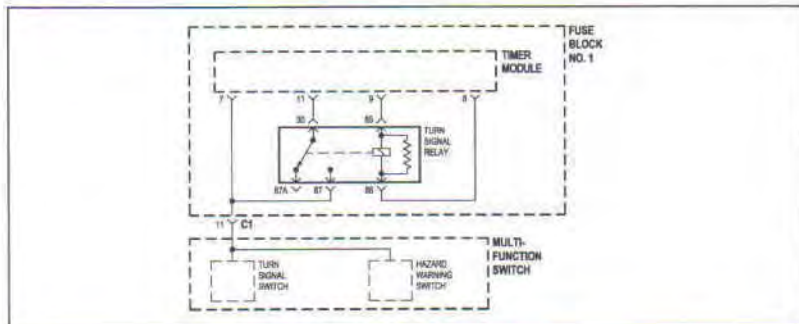 FUSE
BLOCK
NO. 1
TIMER
MODULE
7
11
9
8
30
85
TURN
SIGNAL
RELAY
87A
87
86
11
C1
MULTI-
FUNCTION
SWITCH
TURN
SIGNAL
SWITCH
HAZARD
WARNING
SWITCH